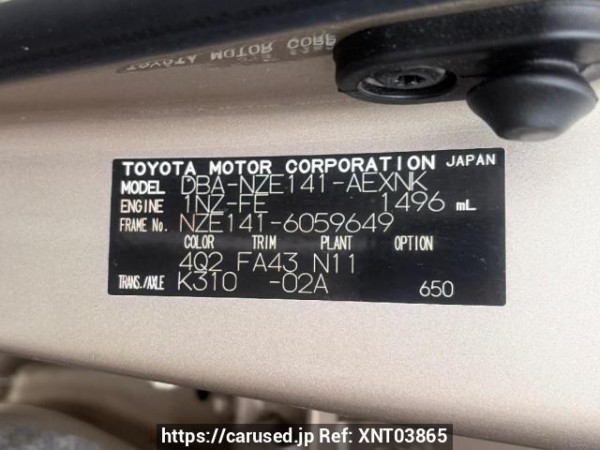 TOYOTA MOTOR CORPORATION JAPAN
MODEL DBA-NZE141-AEXNK
ENGINE 1NZ-FE 1496 mL
FRAME No. NZE141-6059649
COLOR TRIM PLANT OPTION
4Q2 FA43 N11
TRANS./AXLE K310 -02A 650
https://carused.jp Ref: XNT03865